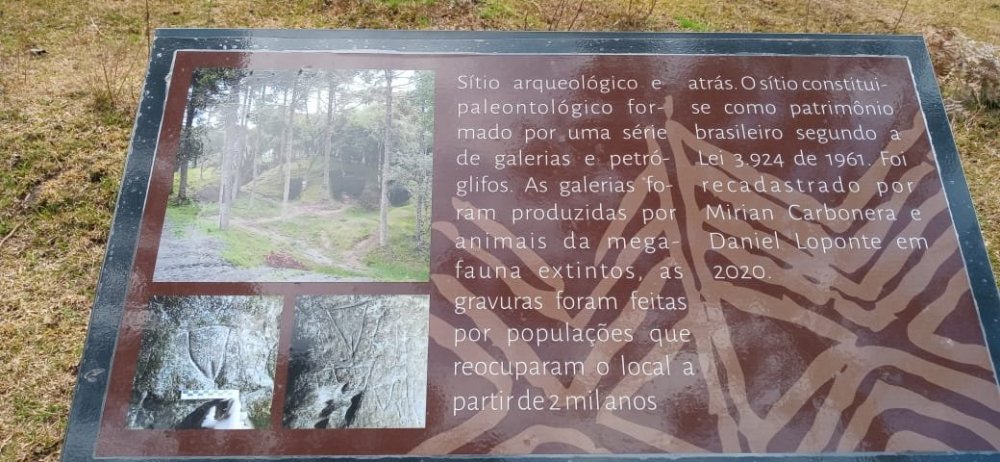 Sítio arqueológico e
paleontológico for-
mado por uma série
de galerias e petró-
glifos. As galerias fo-
ram produzidas por
animais da mega-
fauna extintos, as
gravuras foram feitas
por populações que
reocuparam o local a
partir de 2 mil anos
atrás. O sítio constitui-
se como patrimônio
brasileiro segundo a
Lei 3.924 de 1961. Foi
recadastrado por
Mirian Carbonera e
Daniel Loponte em
2020.